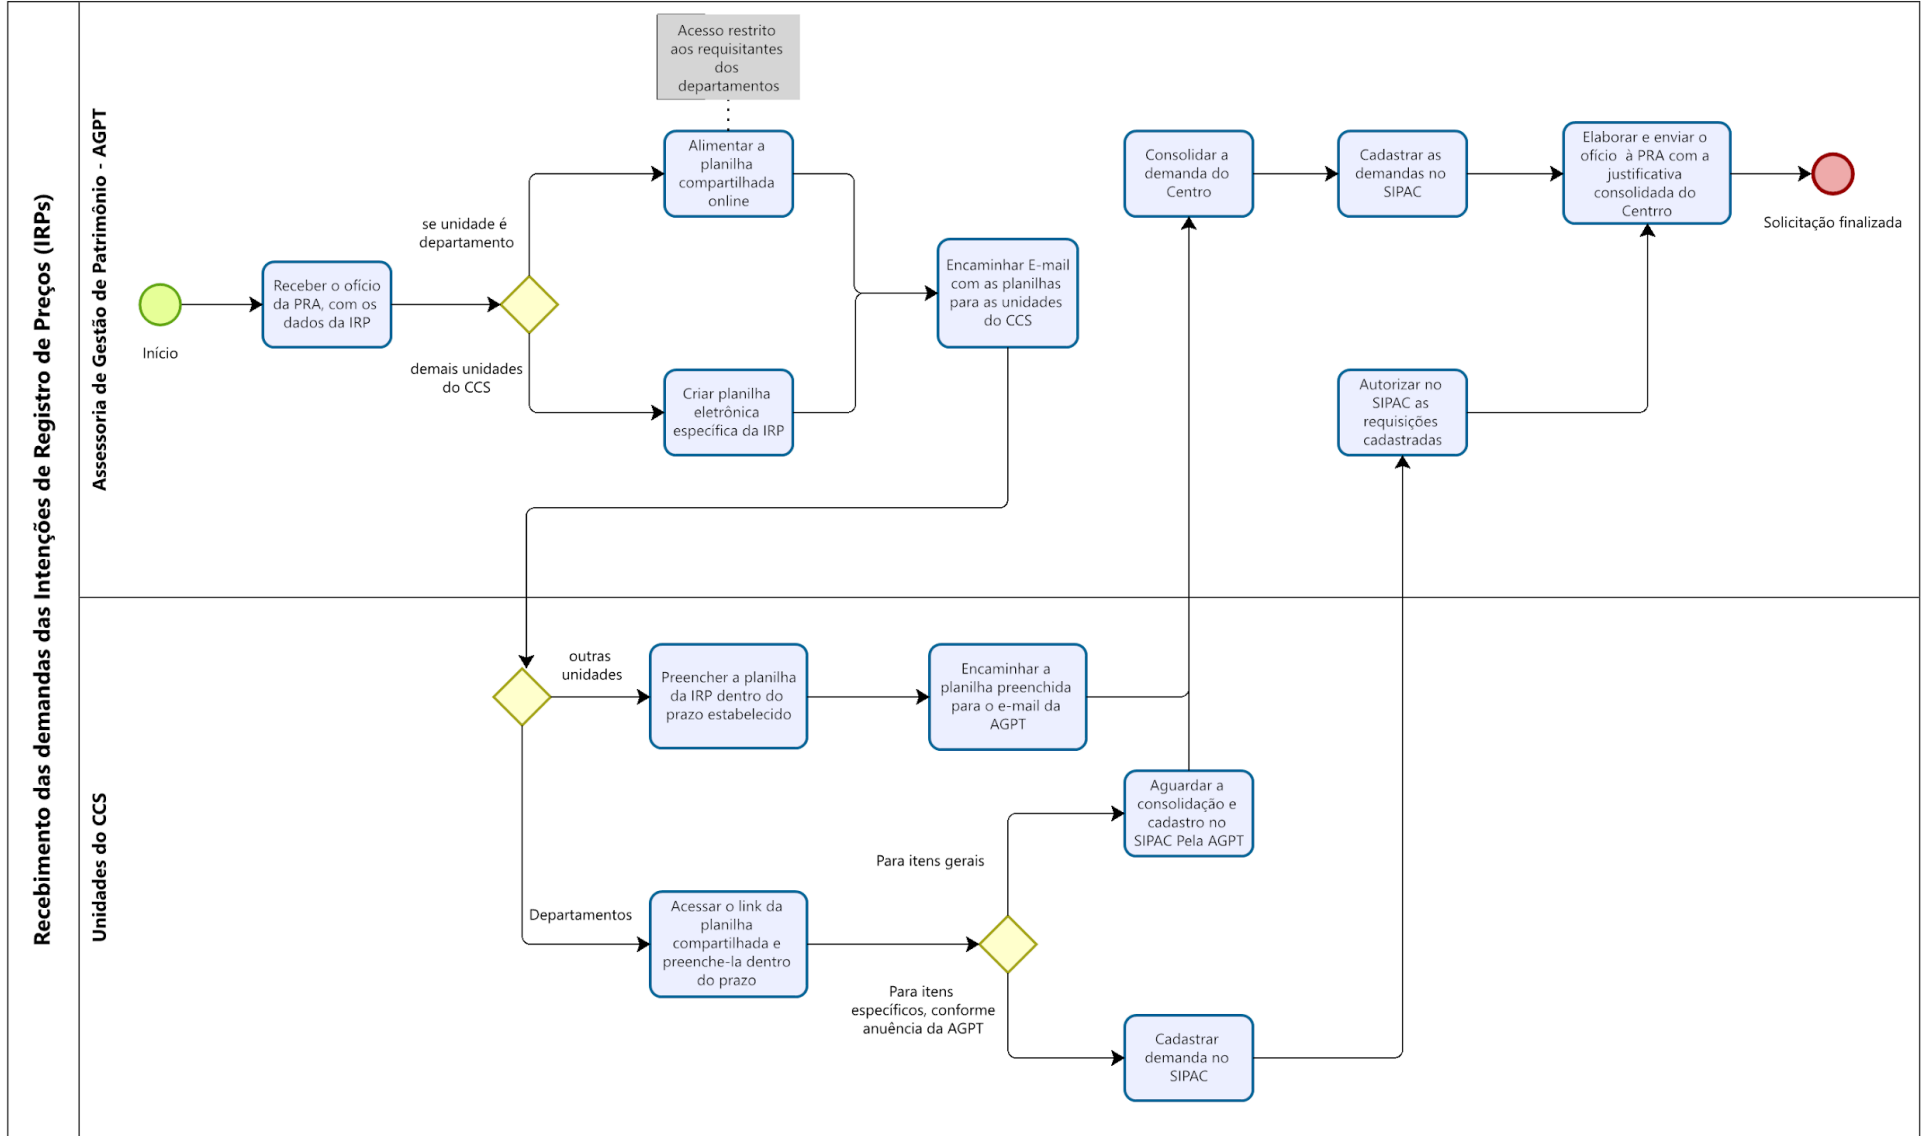 Recebimento das demandas das Intenções de Registro de Preços (IRPs)
Assessoria de Gestão de Patrimônio - AGPT
Início
Receber o ofício
da PRA, com os
dados da IRP
se unidade é
departamento
demais unidades
do CCS
Acesso restrito
aos requisitantes
dos
departamentos
Alimentar a
planilha
compartilhada
online
Criar planilha
eletrônica
específica da IRP
Encaminhar E-mail
com as planilhas
para as unidades
do CCS
Consolidar a
demanda do
Centro
Cadastrar as
demandas no
SIPAC
Elaborar e enviar o
ofício à PRA com a
justificativa
consolidada do
Centrro
Solicitação finalizada
Autorizar no
SIPAC as
requisições
cadastradas
Unidades do CCS
outras
unidades
Preencher a planilha
da IRP dentro do
prazo estabelecido
Encaminhar a
planilha preenchida
para o e-mail da
AGPT
Departamentos
Acessar o link da
planilha
compartilhada e
preenche-la dentro
do prazo
Para itens gerais
Aguardar a
consolidação e
cadastro no
SIPAC Pela AGPT
Para itens
específicos, conforme
anuência da AGPT
Cadastrar
demanda no
SIPAC